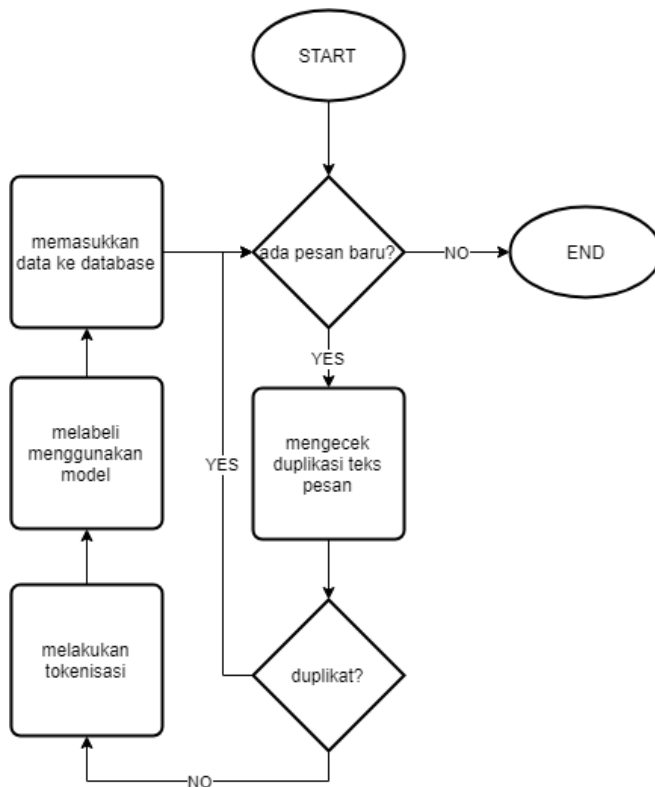 START
memasukkan
data ke database
ada pesan baru?
NO
END
YES
melabeli
menggunakan
model
mengecek
duplikasi teks
pesan
YES
melakukan
tokenisasi
duplikat?
NO